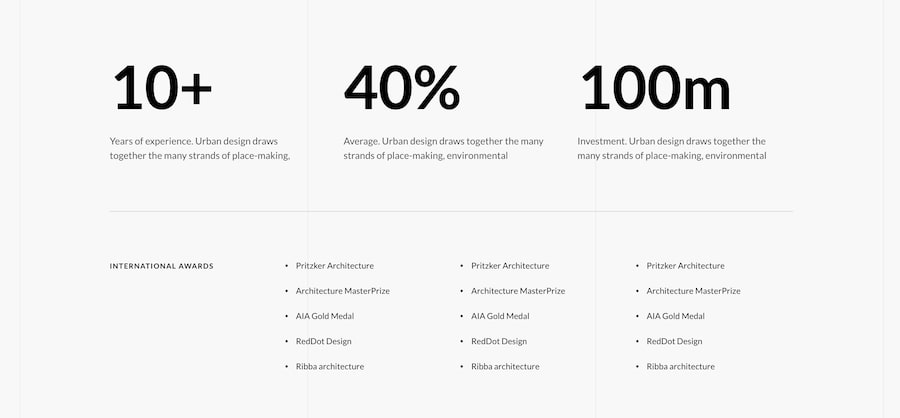 10+
Years of experience. Urban design draws
together the many strands of place-making,
40%
Average. Urban design draws together the many
strands of place-making, environmental
100m
Investment. Urban design draws together the
many strands of place-making, environmental
INTERNATIONAL AWARDS
• Pritzker Architecture
• Architecture MasterPrize
• AIA Gold Medal
• RedDot Design
• Ribba architecture
• Pritzker Architecture
• Architecture MasterPrize
• AIA Gold Medal
• RedDot Design
• Ribba architecture
• Pritzker Architecture
• Architecture MasterPrize
• AIA Gold Medal
• RedDot Design
• Ribba architecture